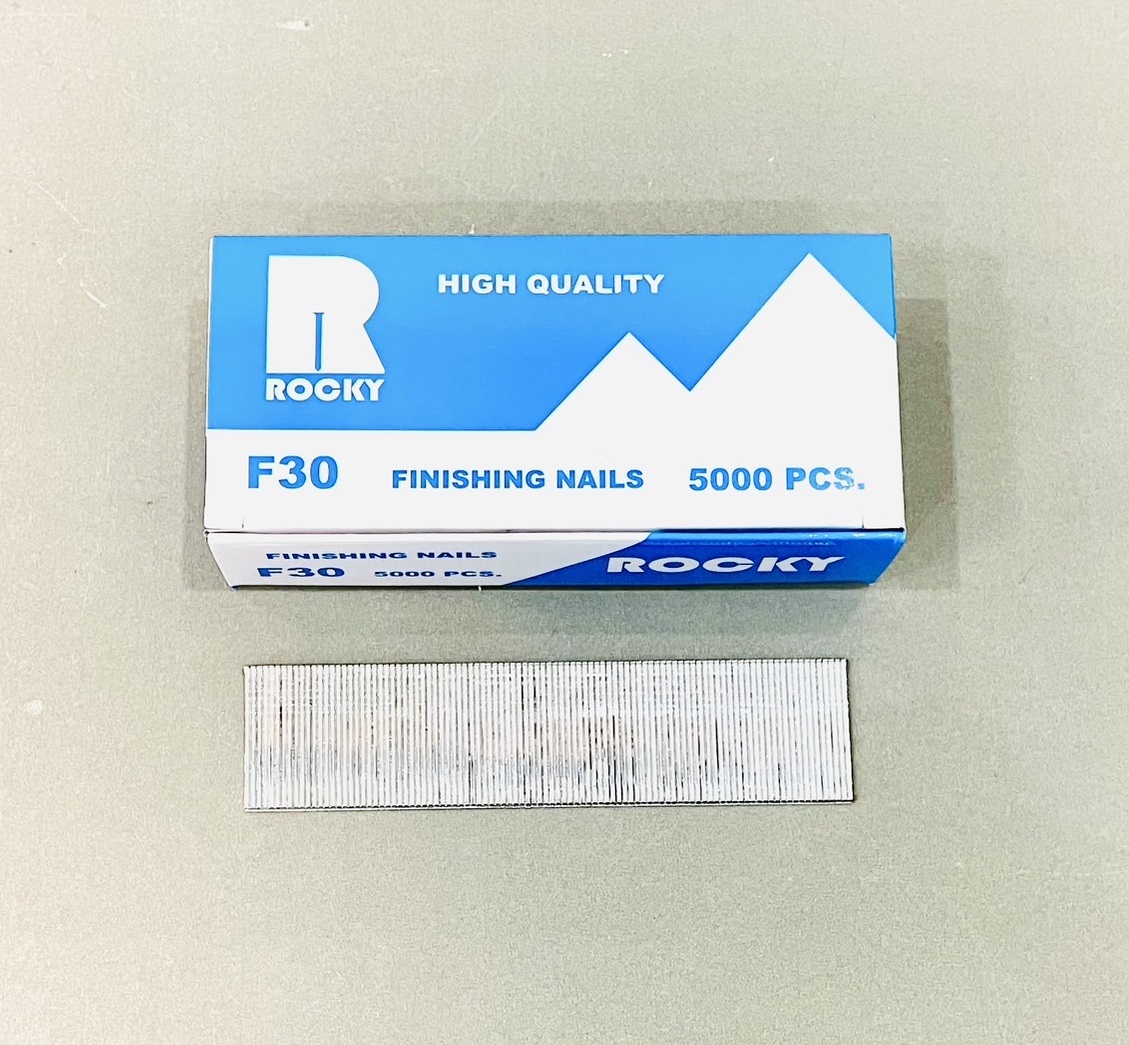 R
ROCKY
HIGH QUALITY
F30 FINISHING NAILS 5000 PCS.
FINISHING NAILS
F30 5000 PCS.
ROCKY